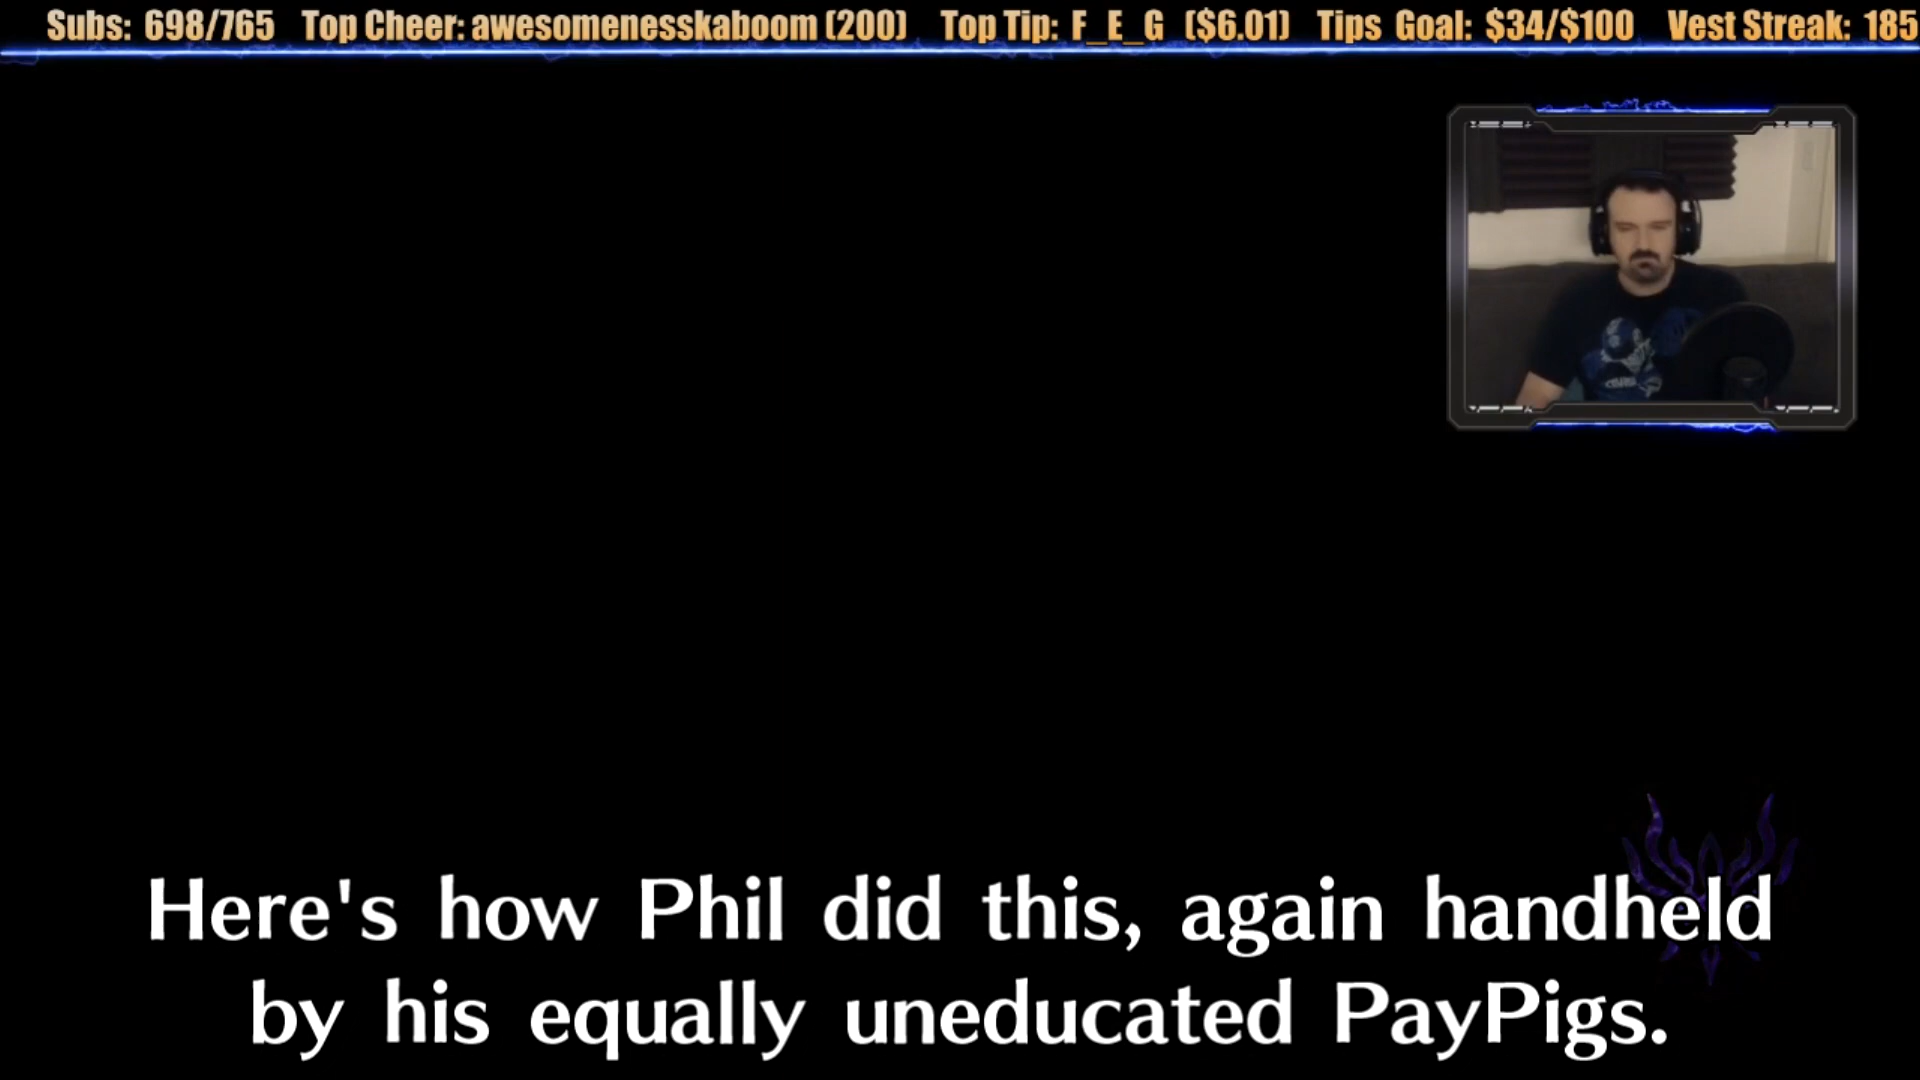 Subs: 698/765 Top Cheer: awesomenesskaboom (200) Top Tip: F_E_G ($6.01) Tips Goal: $34/$100 Vest Streak: 185
Here's how Phil did this, again handheld
by his equally uneducated PayPigs.